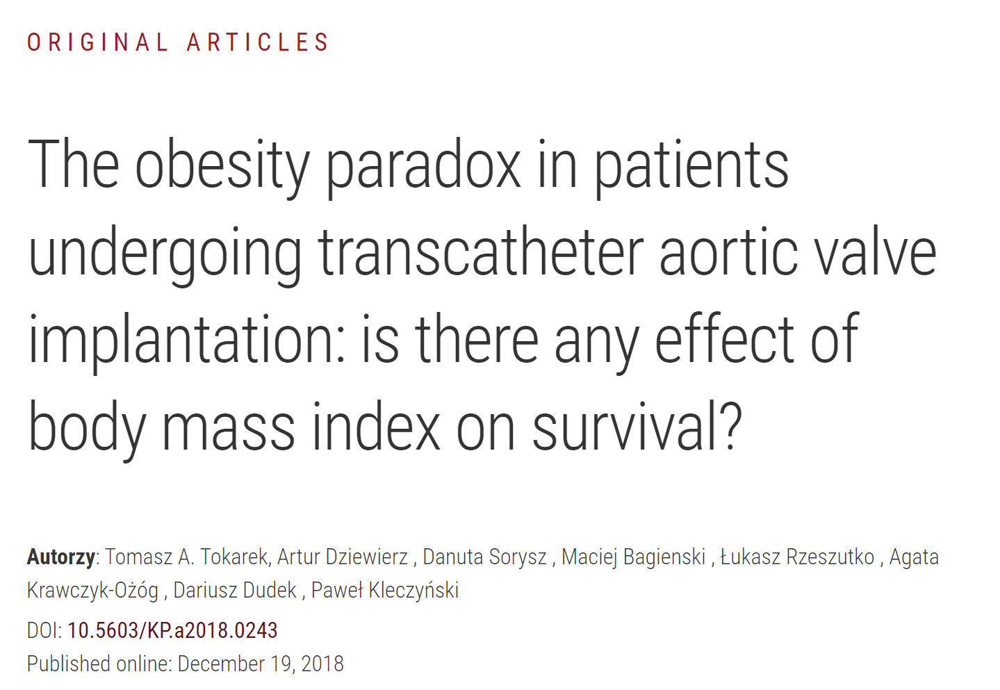 ORIGINAL ARTICLES
The obesity paradox in patients
undergoing transcatheter aortic valve
implantation: is there any effect of
body mass index on survival?
Autorzy: Tomasz A. Tokarek, Artur Dziewierz , Danuta Sorysz , Maciej Bagienski , Łukasz Rzeszutko , Agata
Krawczyk-Ożóg , Dariusz Dudek , Paweł Kleczyński
DOI: 10.5603/KP.a2018.0243
Published online: December 19, 2018